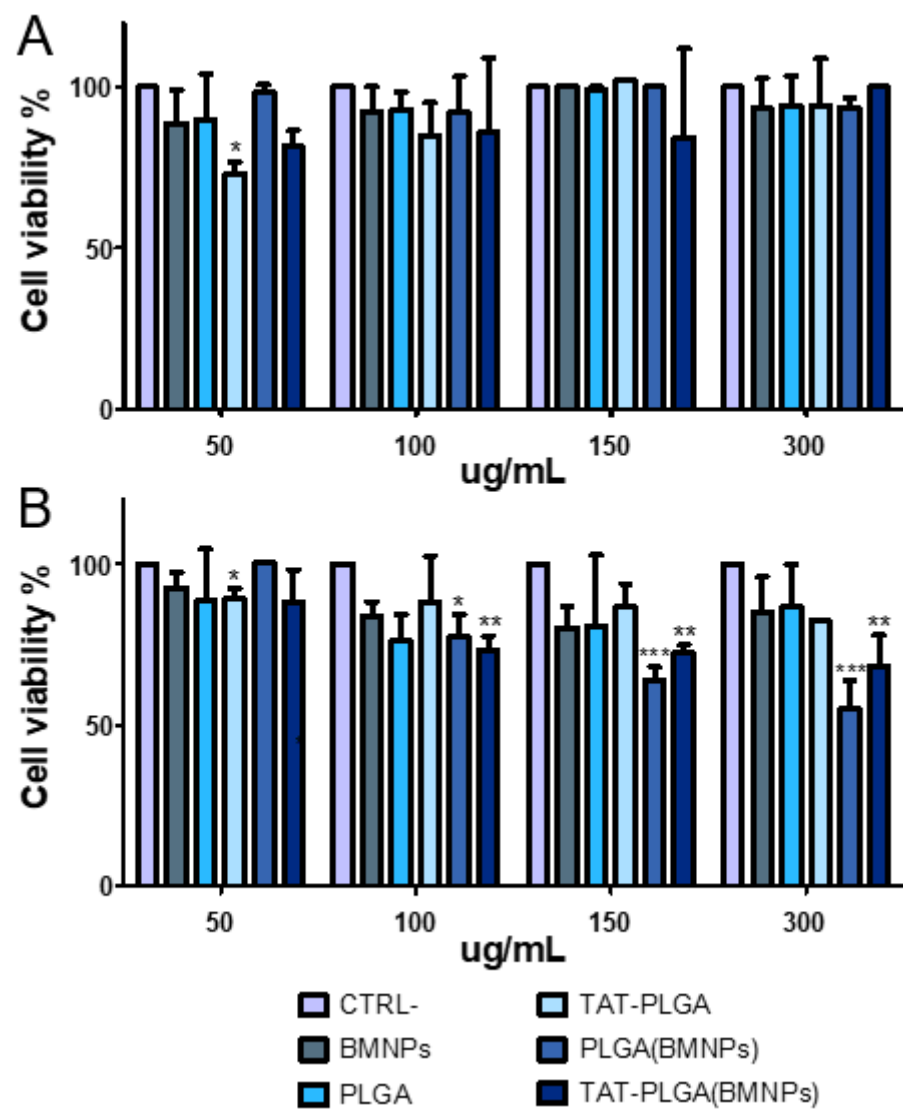 A
Cell viability %
100
50
0
*
50 100 150 300
ug/mL
B
Cell viability %
100
50
0
* * ** *** ** *** **
50 100 150 300
ug/mL
CTRL- TAT-PLGA
BMNPs PLGA(BMNPs)
PLGA TAT-PLGA(BMNPs)